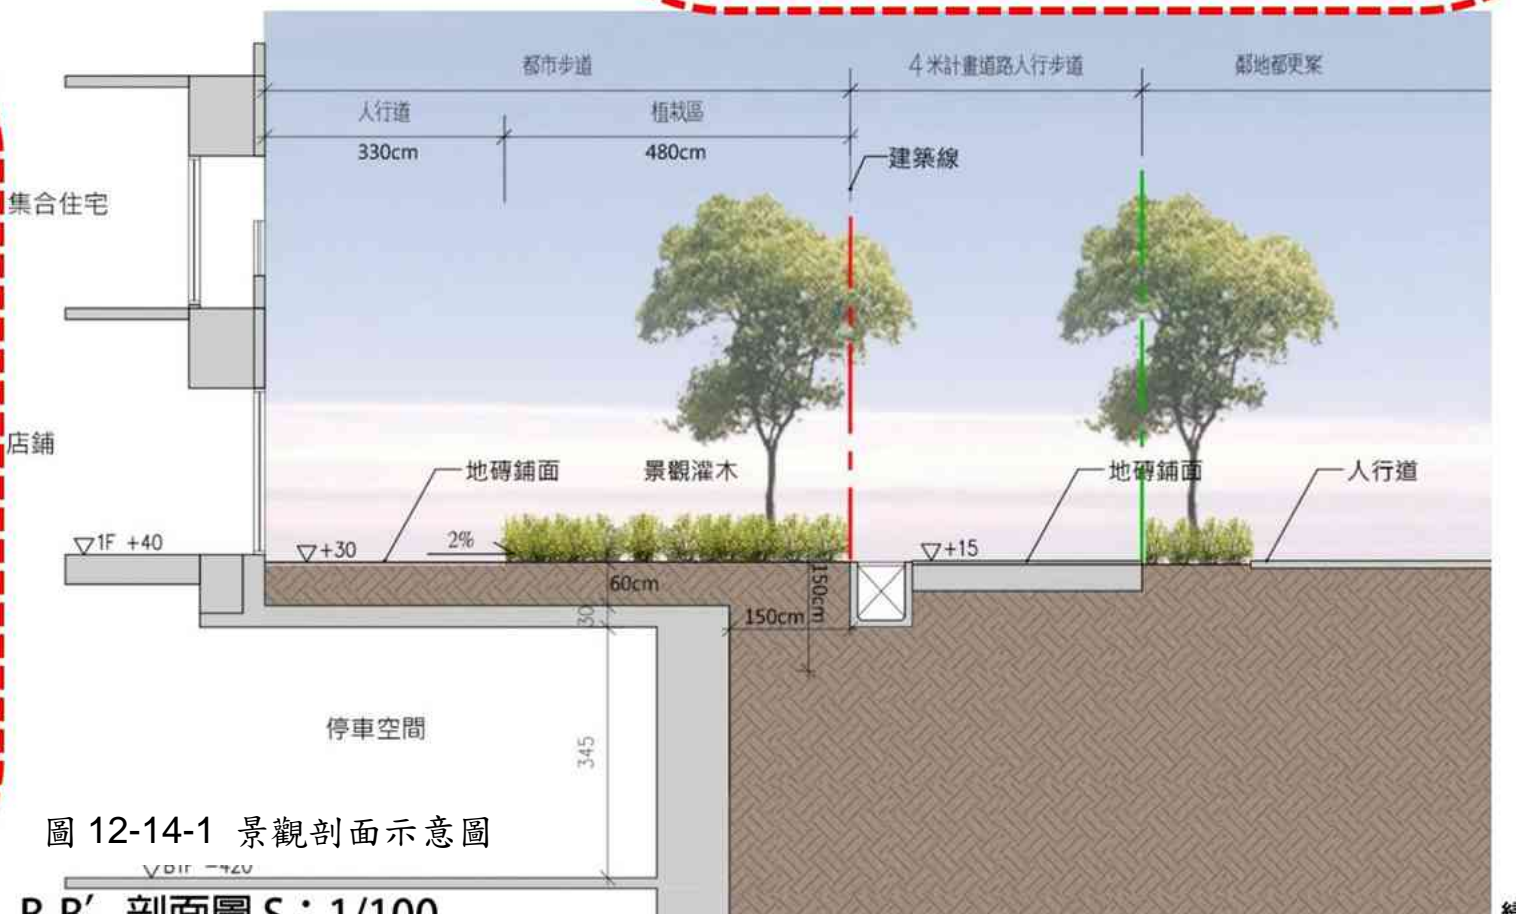 都市步道
4米計畫道路人行步道
鄰地都更案
人行道
植栽區
330cm
480cm
建築線
集合住宅
店鋪
地磚鋪面
景觀灌木
地磚鋪面
人行道
1F +40
+30
2%
+15
60cm
150cm
30
150cm
停車空間
345
圖 12-14-1 景觀剖面示意圖
B1F -420
B-B′ 剖面圖 S：1/100